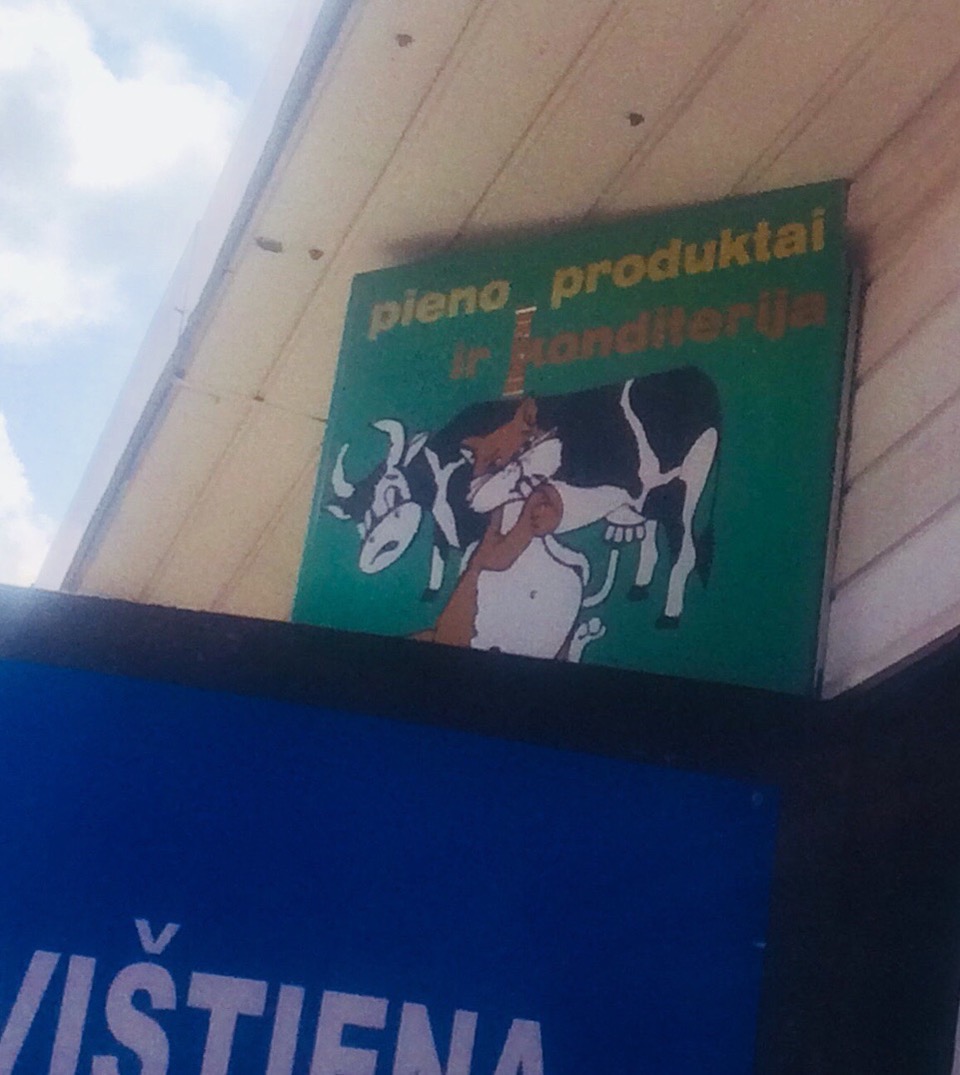 pieno produktai
ir konditerija
VIŠTIENA